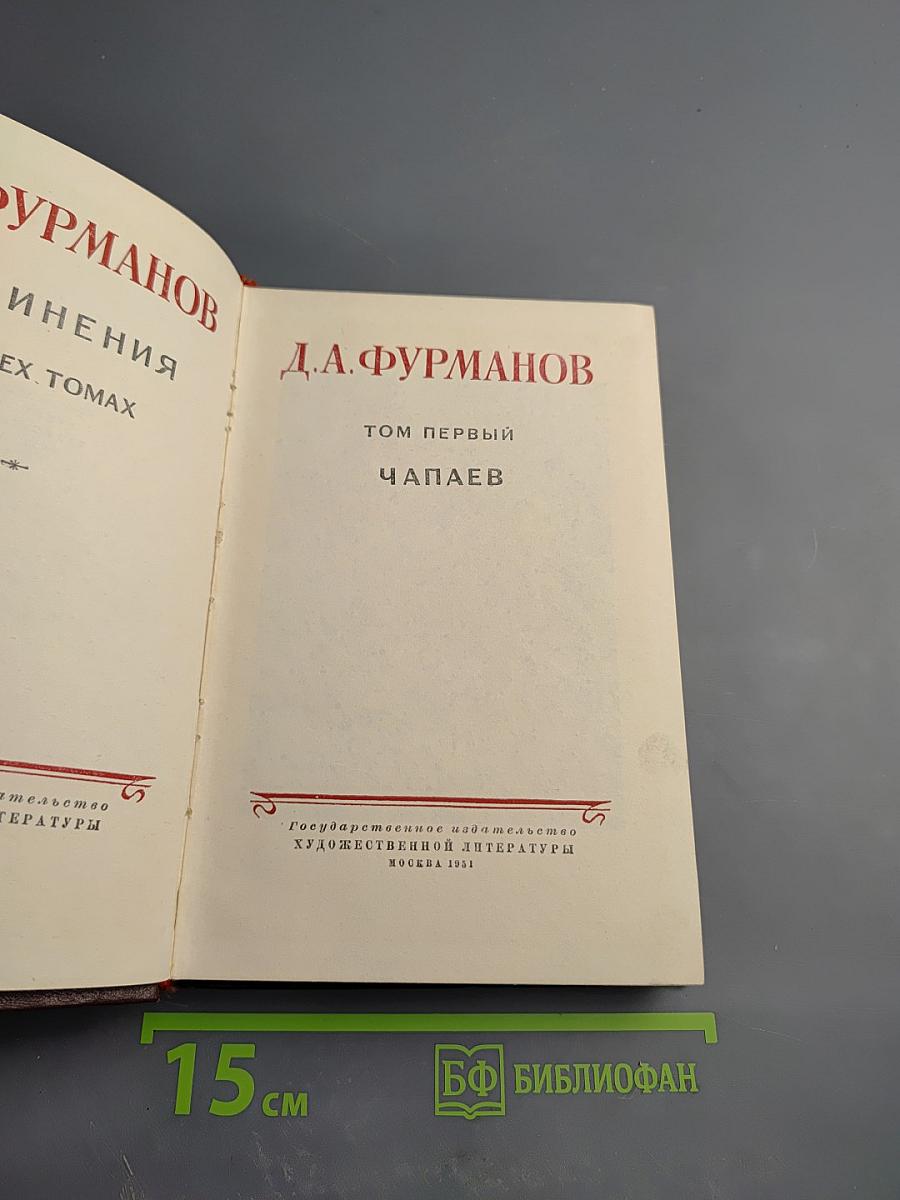 ФУРМАНОВ
ИНЕНИЯ
ЕХ ТОМАХ
ательство
ТЕРАТУРЫ
Д.А.ФУРМАНОВ
ТОМ ПЕРВЫЙ
ЧАПАЕВ
Государственное издательство
ХУДОЖЕСТВЕННОЙ ЛИТЕРАТУРЫ
МОСКВА 1951
15 см
БФ БИБЛИОФАН